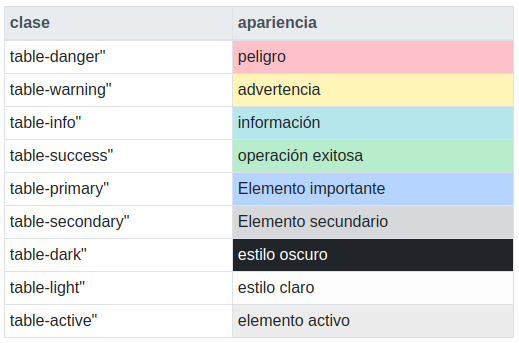 clase apariencia
table-danger" peligro
table-warning" advertencia
table-info" información
table-success" operación exitosa
table-primary" Elemento importante
table-secondary" Elemento secundario
table-dark" estilo oscuro
table-light" estilo claro
table-active" elemento activo